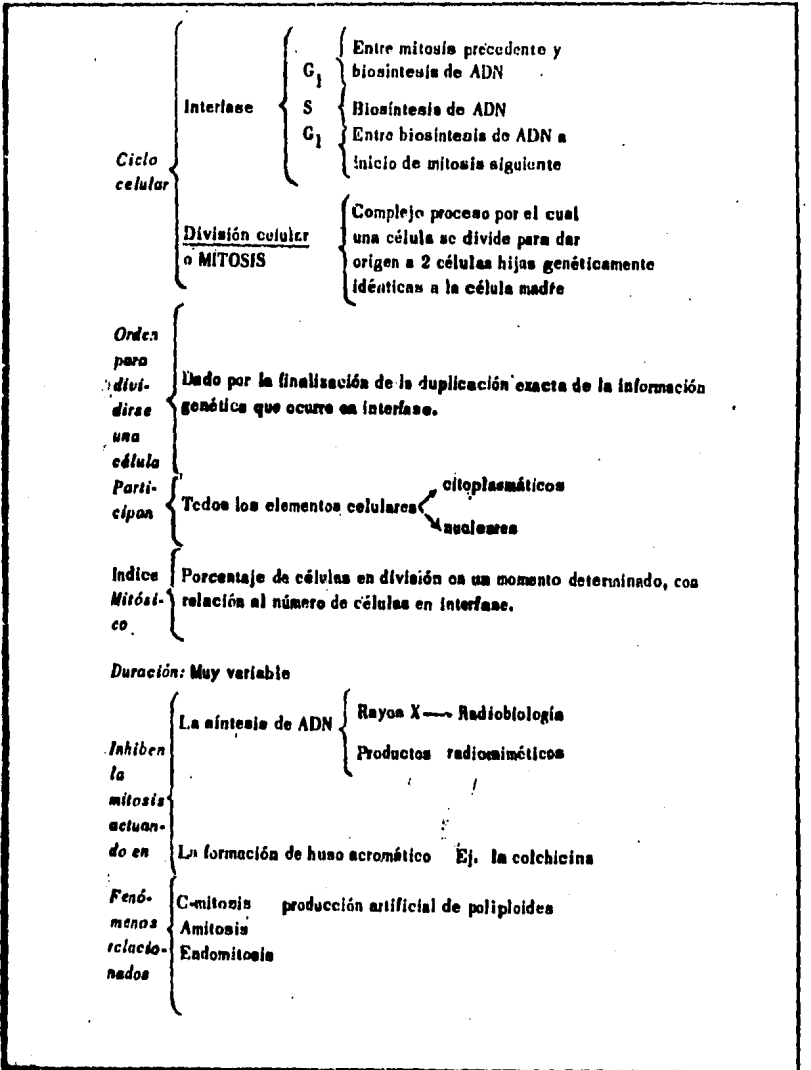 Entre mitosis precedente y
G1 biosíntesis de ADN
Interfase S Biosíntesis de ADN
G1 Entre biosíntesis de ADN a
inicio de mitosis siguiente
Ciclo
celular
Complejo proceso por el cual
División celular una célula se divide para dar
o MITOSIS origen a 2 células hijas genéticamente
idénticas a la célula madre
Orden
para
divi-
dirse
una
célula
Dado por la finalización de la duplicación exacta de la información
genética que ocurre en interfase.
Parti-
cipan
Todos los elementos celulares
citoplasmáticos
nucleares
Indice
Mitósi-
co
Porcentaje de células en división en un momento determinado, con
relación al número de células en interfase.
Duración: Muy variable
Inhiben
la
mitosis
actuan-
do en
La síntesis de ADN
Rayos X Radiobiología
Productos radiomiméticos
La formación de huso acromático Ej. la colchicina
Fenó-
menos
relacio-
nados
C-mitosis producción artificial de poliploides
Amitosis
Endomitosis